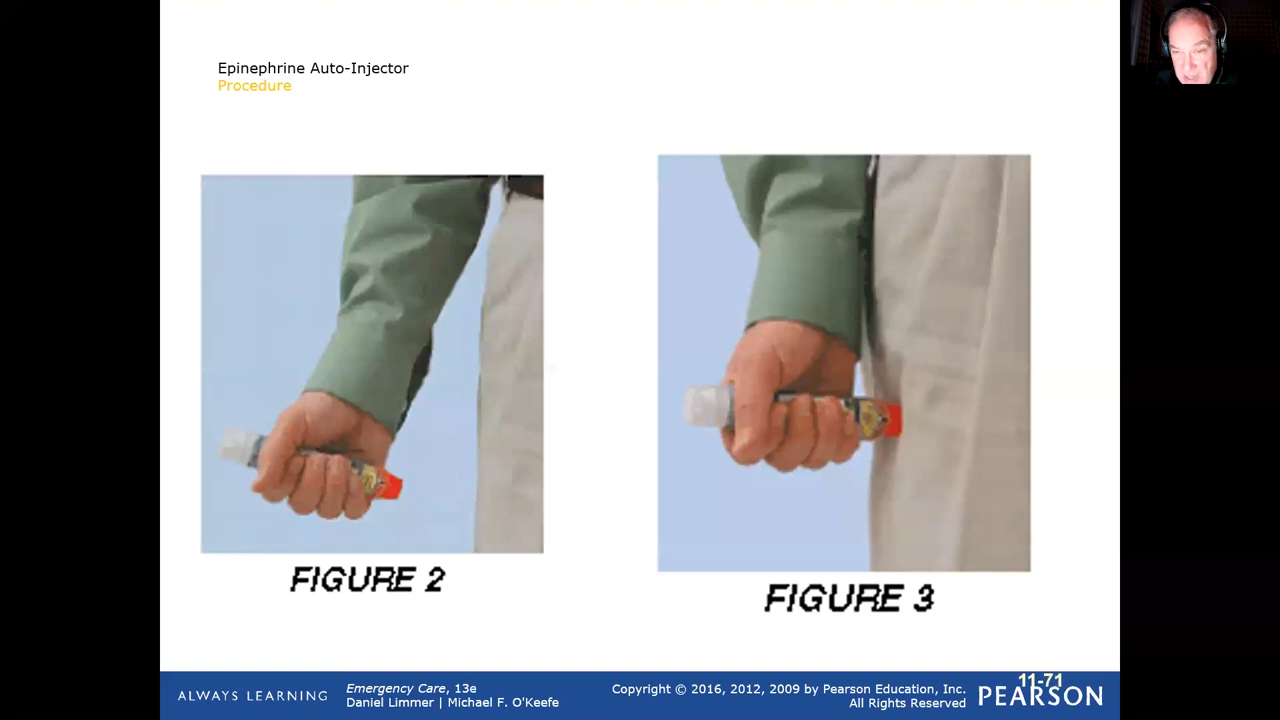 Epinephrine Auto-Injector
Procedure
FIGURE 2
FIGURE 3
ALWAYS LEARNING
Emergency Care, 13e
Daniel Limmer | Michael F. O'Keefe
Copyright © 2016, 2012, 2009 by Pearson Education, Inc.
All Rights Reserved
11-71
PEARSON